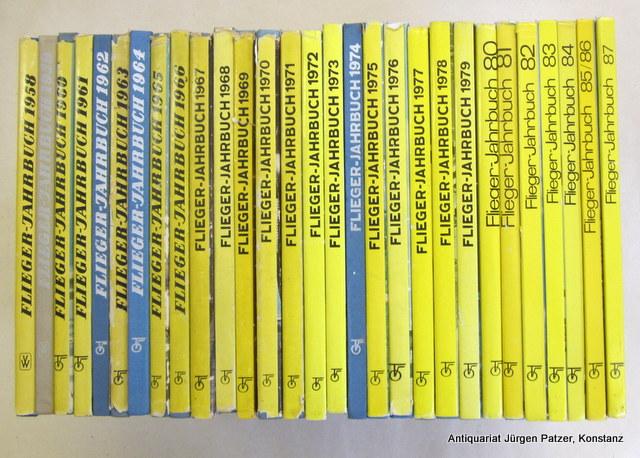 FLIEGER-JAHRBUCH 1958
FLIEGER-JAHRBUCH 1960
FLIEGER-JAHRBUCH 1961
FLIEGER-JAHRBUCH 1962
FLIEGER-JAHRBUCH 1963
FLIEGER-JAHRBUCH 1964
FLIEGER-JAHRBUCH 1965
FLIEGER-JAHRBUCH 1966
FLIEGER-JAHRBUCH 1967
FLIEGER-JAHRBUCH 1968
FLIEGER-JAHRBUCH 1969
FLIEGER-JAHRBUCH 1970
FLIEGER-JAHRBUCH 1971
FLIEGER-JAHRBUCH 1972
FLIEGER-JAHRBUCH 1973
FLIEGER-JAHRBUCH 1974
FLIEGER-JAHRBUCH 1975
FLIEGER-JAHRBUCH 1976
FLIEGER-JAHRBUCH 1977
FLIEGER-JAHRBUCH 1978
FLIEGER-JAHRBUCH 1979
Flieger-Jahrbuch 80
Flieger-Jahrbuch 81
Flieger-Jahrbuch 82
Flieger-Jahrbuch 83
Flieger-Jahrbuch 84
Flieger-Jahrbuch 85/86
Flieger-Jahrbuch 87
Antiquariat Jürgen Patzer, Konstanz